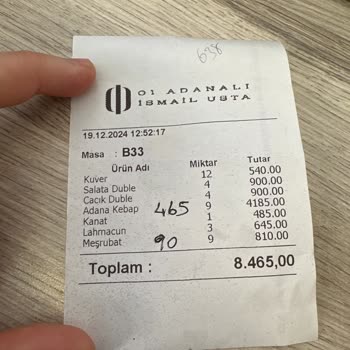 638
01 ADANALI
İSMAİL USTA
19.12.2024 12:52:17
Masa : B33
Ürün Adı Miktar Tutar
Kuver 12 540.00
Salata Duble 4 900.00
Cacık Duble 4 900.00
Adana Kebap 465 9 4185.00
Kanat 1 485.00
Lahmacun 3 645.00
Meşrubat 90 9 810.00
Toplam : 8.465,00